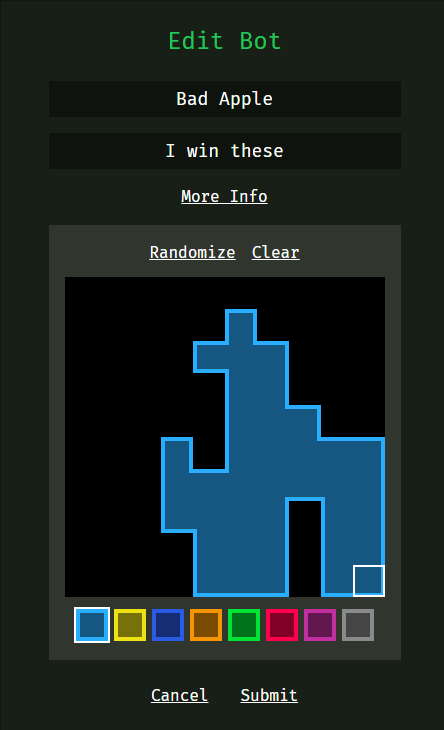 Edit Bot
Bad Apple
I win these
More Info
Randomize Clear
Cancel Submit